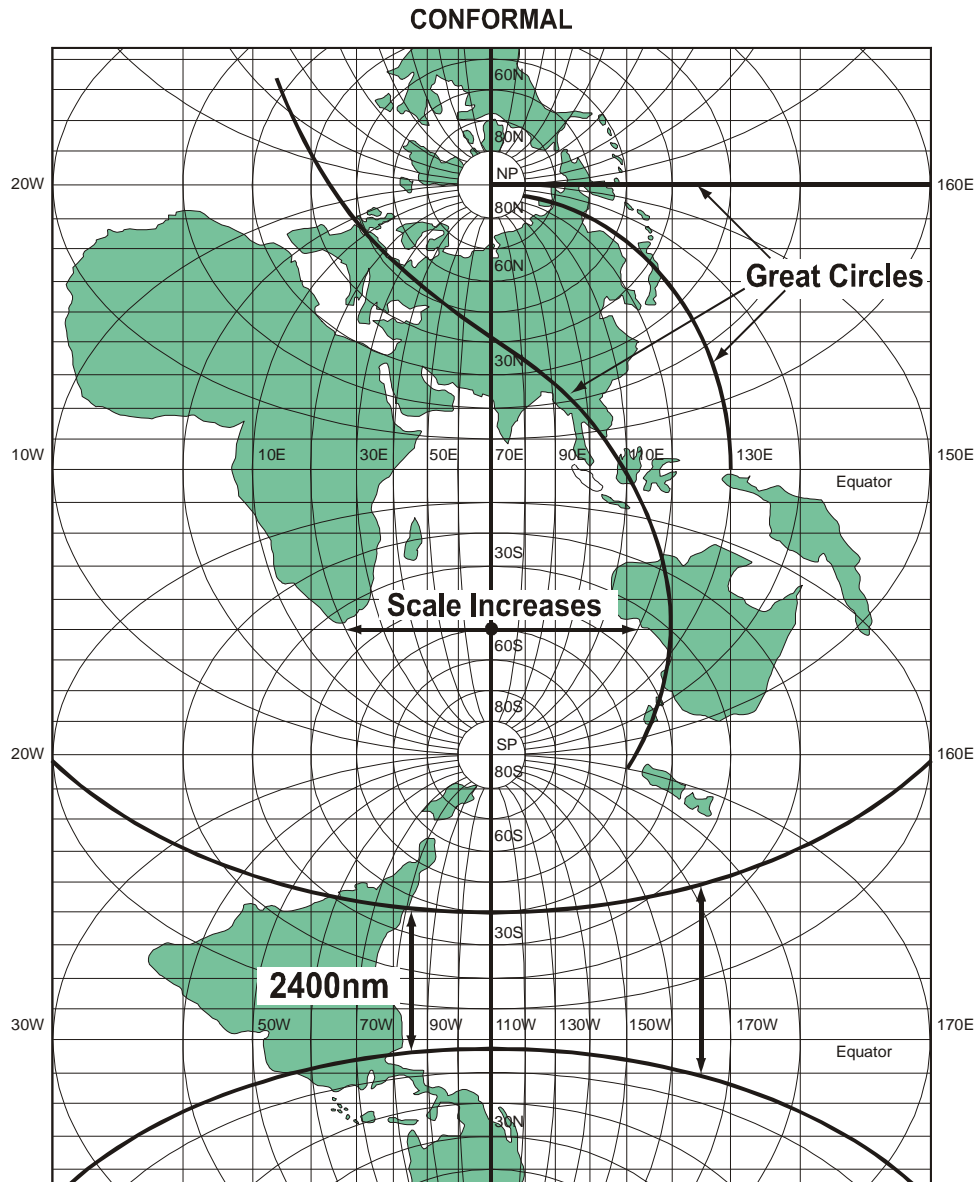 CONFORMAL
60N
80N
NP
20W
160E
80N
60N
Great Circles
30N
10W
10E
30E
50E
70E
90E
110E
130E
150E
Equator
30S
Scale Increases
60S
80S
SP
20W
160E
80S
60S
30S
2400nm
30W
50W
70W
90W
110W
130W
150W
170W
170E
Equator
30N